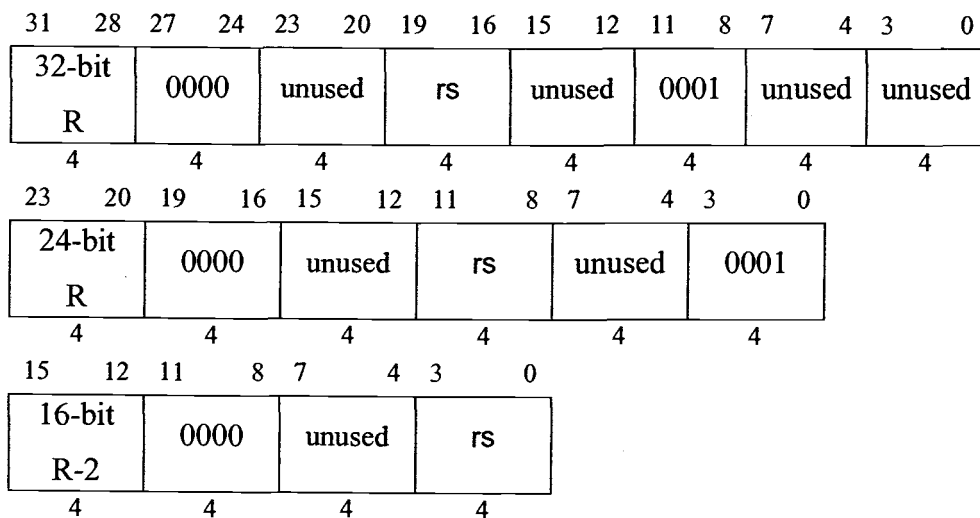 31 28 27 24 23 20 19 16 15 12 11 8 7 4 3 0
32-bit R 0000 unused rs unused 0001 unused unused
4 4 4 4 4 4 4 4
23 20 19 16 15 12 11 8 7 4 3 0
24-bit R 0000 unused rs unused 0001
4 4 4 4 4 4
15 12 11 8 7 4 3 0
16-bit R-2 0000 unused rs
4 4 4 4